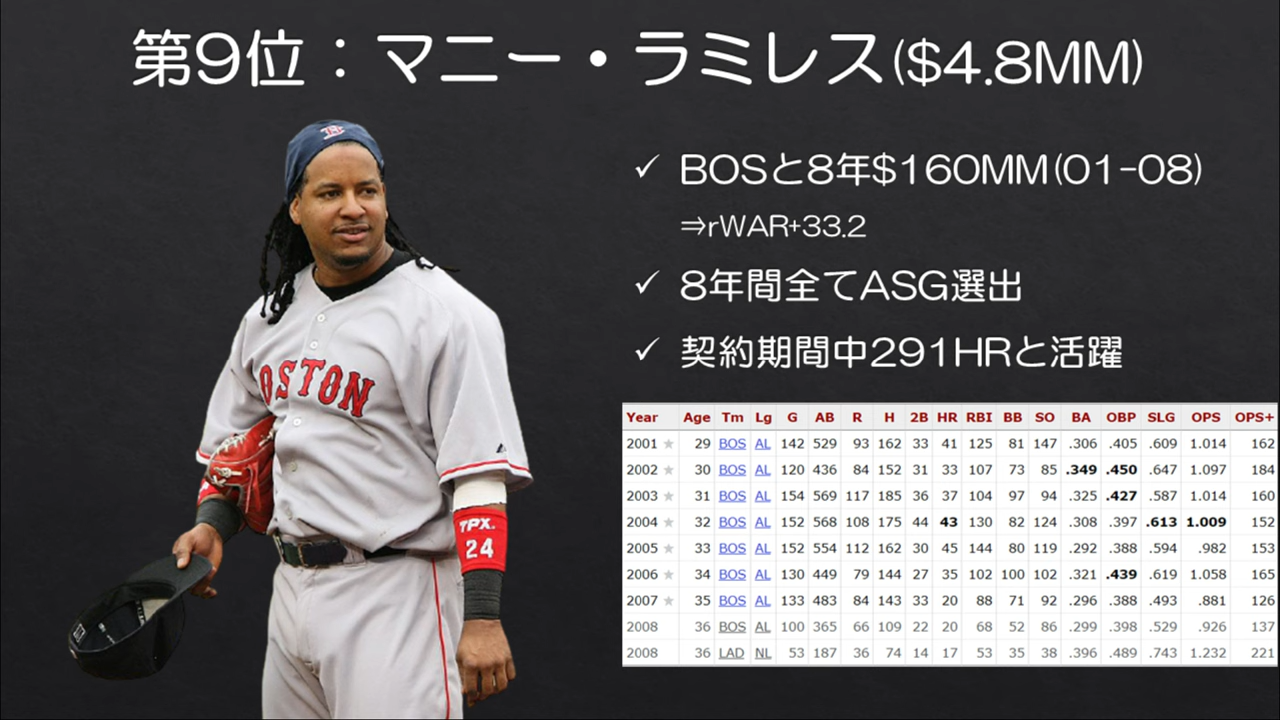 第9位：マニー・ラミレス($4.8MM)
✓ BOSと8年$160MM(01-08)
⇒rWAR+33.2
✓ 8年間全てASG選出
✓ 契約期間中291HRと活躍
B
OSTON
TPX.
24
Year Age Tm Lg G AB R H 2B HR RBI BB SO BA OBP SLG OPS OPS+
2001 ★ 29 BOS AL 142 529 93 162 33 41 125 81 147 .306 .405 .609 1.014 162
2002 ★ 30 BOS AL 120 436 84 152 31 33 107 73 85 .349 .450 .647 1.097 184
2003 ★ 31 BOS AL 154 569 117 185 36 37 104 97 94 .325 .427 .587 1.014 160
2004 ★ 32 BOS AL 152 568 108 175 44 43 130 82 124 .308 .397 .613 1.009 152
2005 ★ 33 BOS AL 152 554 112 162 30 45 144 80 119 .292 .388 .594 .982 153
2006 ★ 34 BOS AL 130 449 79 144 27 35 102 100 102 .321 .439 .619 1.058 165
2007 ★ 35 BOS AL 133 483 84 143 33 20 88 71 92 .296 .388 .493 .881 126
2008 36 BOS AL 100 365 66 109 22 20 68 52 86 .299 .398 .529 .926 137
2008 36 LAD NL 53 187 36 74 14 17 53 35 38 .396 .489 .743 1.232 221